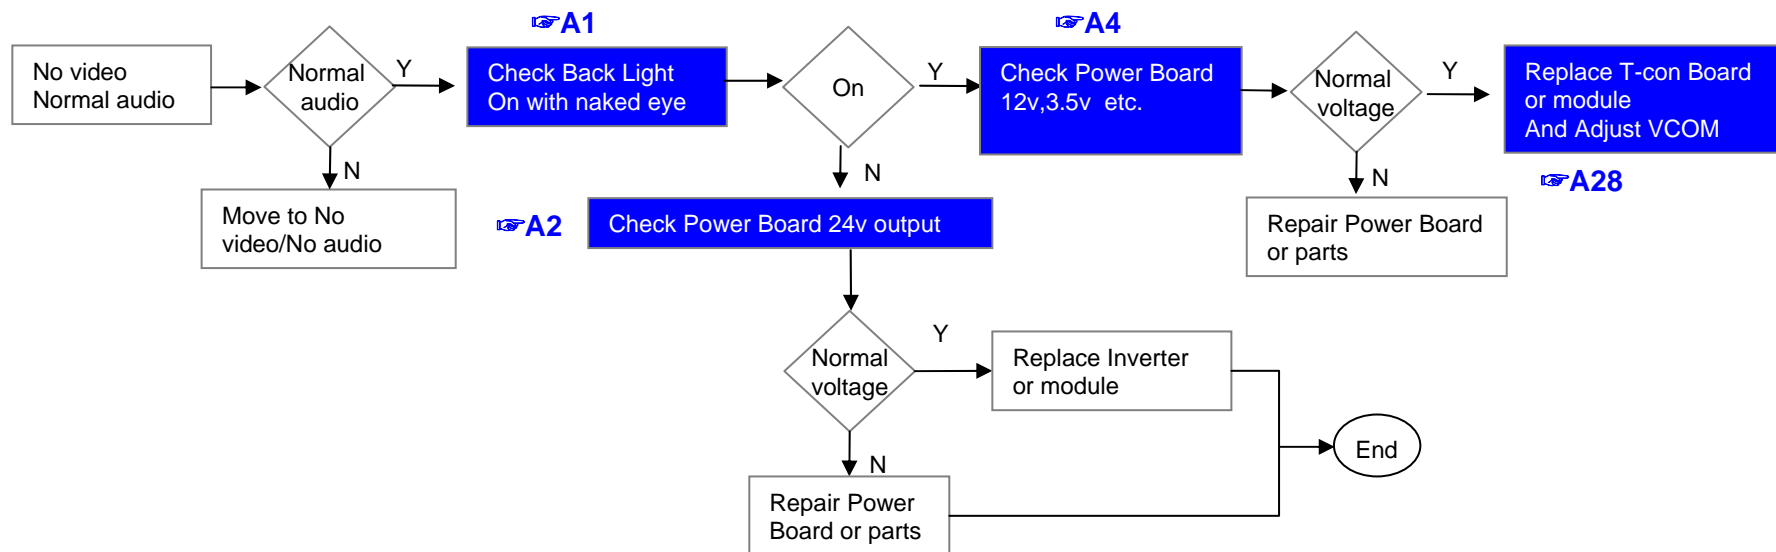 ☞A1
☞A4
No video
Normal audio
Normal
audio
Y
Check Back Light
On with naked eye
On
Y
Check Power Board
12v,3.5v  etc.
Normal
voltage
Y
Replace T-con Board
or module
And Adjust VCOM
N
Move to No
video/No audio
N
☞A2
Check Power Board 24v output
N
Repair Power Board
or parts
☞A28
Normal
voltage
Y
Replace Inverter
or module
N
Repair Power
Board or parts
End